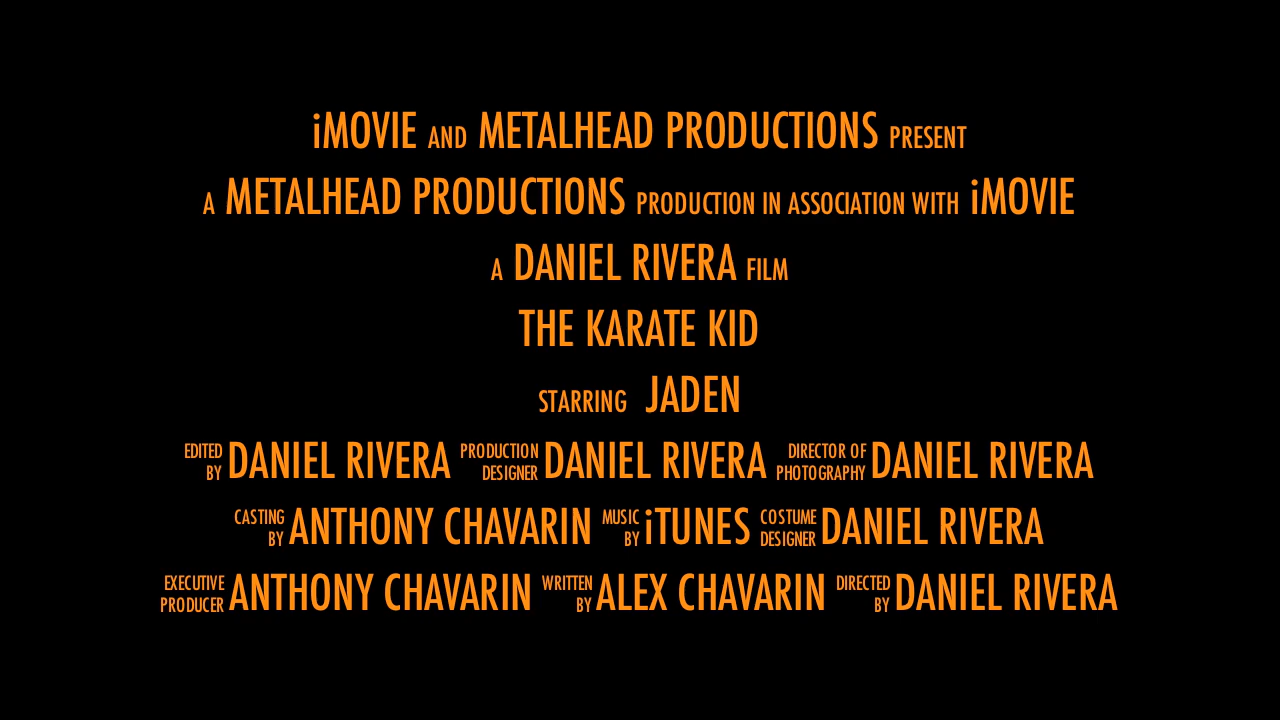 iMOVIE AND METALHEAD PRODUCTIONS PRESENT
A METALHEAD PRODUCTIONS PRODUCTION IN ASSOCIATION WITH iMOVIE
A DANIEL RIVERA FILM
THE KARATE KID
STARRING JADEN
EDITED BY DANIEL RIVERA PRODUCTION DESIGNER DANIEL RIVERA DIRECTOR OF PHOTOGRAPHY DANIEL RIVERA
CASTING BY ANTHONY CHAVARIN MUSIC BY iTUNES COSTUME DESIGNER DANIEL RIVERA
EXECUTIVE PRODUCER ANTHONY CHAVARIN WRITTEN BY ALEX CHAVARIN DIRECTED BY DANIEL RIVERA